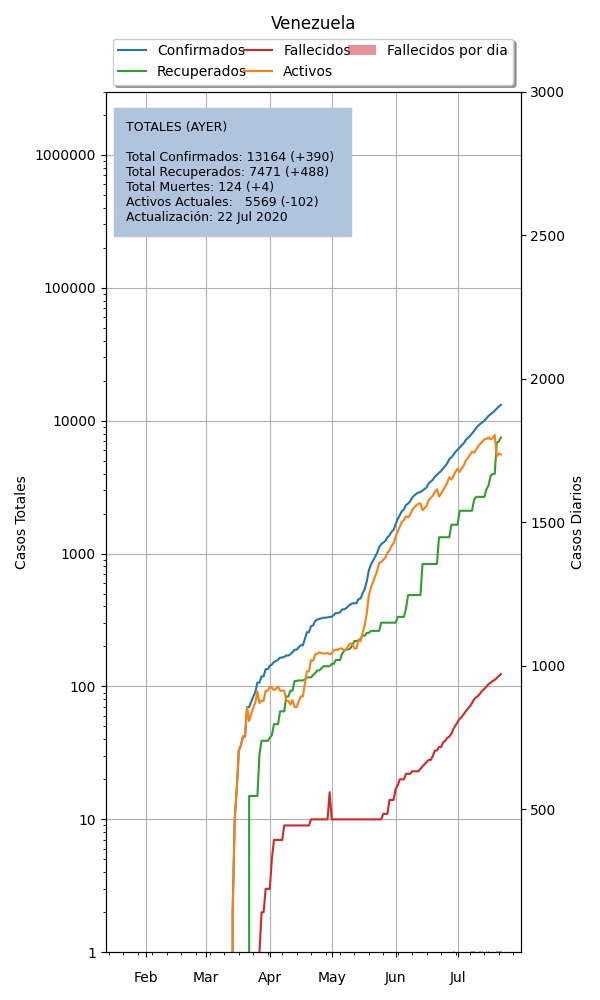 Venezuela
Confirmados Fallecidos Fallecidos por dia
Recuperados Activos
TOTALES (AYER)
Total Confirmados: 13164 (+390)
Total Recuperados: 7471 (+488)
Total Muertes: 124 (+4)
Activos Actuales:   5569 (-102)
Actualización: 22 Jul 2020
Casos Totales
1000000
100000
10000
1000
100
10
1
3000
2500
2000
1500
1000
500
Casos Diarios
Feb Mar Apr May Jun Jul